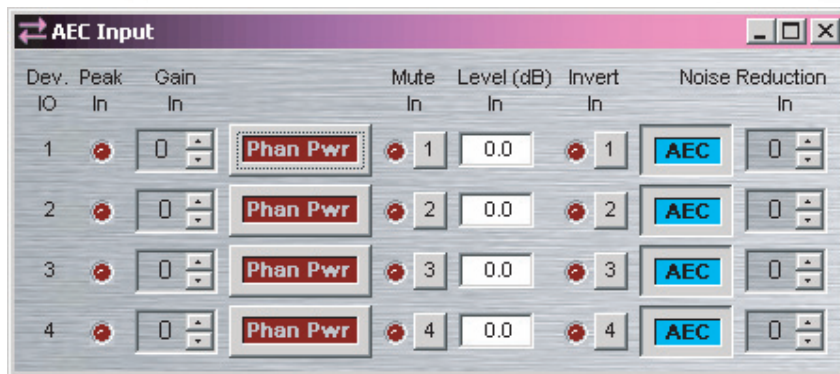 AEC Input
Dev. Peak Gain Mute Level (dB) Invert Noise Reduction
IO In In In In In In
1 0 Phan Pwr 1 0.0 1 AEC 0
2 0 Phan Pwr 2 0.0 2 AEC 0
3 0 Phan Pwr 3 0.0 3 AEC 0
4 0 Phan Pwr 4 0.0 4 AEC 0